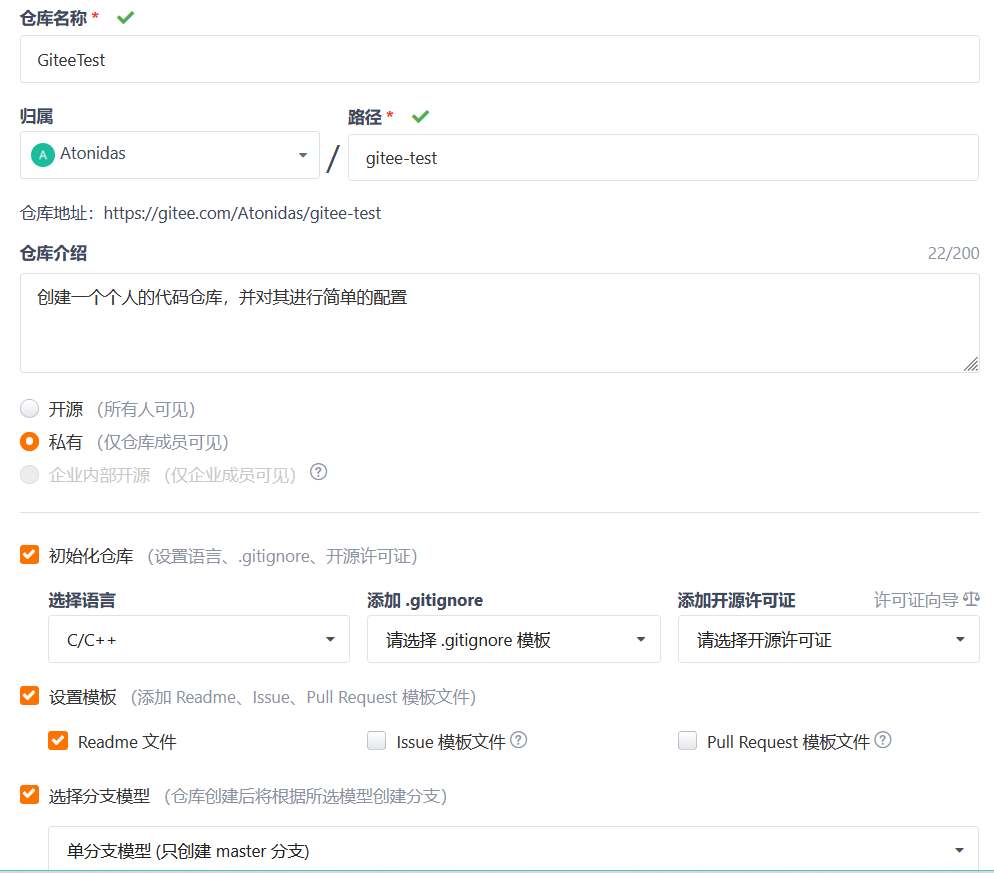 仓库名称 *
GiteeTest
归属 路径 *
A Atonidas / gitee-test
仓库地址：https://gitee.com/Atonidas/gitee-test
仓库介绍 22/200
创建一个个人的代码仓库，并对其进行简单的配置
开源 （所有人可见）
私有 （仅仓库成员可见）
企业内部开源 （仅企业成员可见） ?
初始化仓库 （设置语言、.gitignore、开源许可证）
选择语言 添加 .gitignore 添加开源许可证 许可证向导
C/C++ 请选择 .gitignore 模板 请选择开源许可证
设置模板 （添加 Readme、Issue、Pull Request 模板文件）
Readme 文件 Issue 模板文件 ? Pull Request 模板文件 ?
选择分支模型 （仓库创建后将根据所选模型创建分支）
单分支模型 (只创建 master 分支)